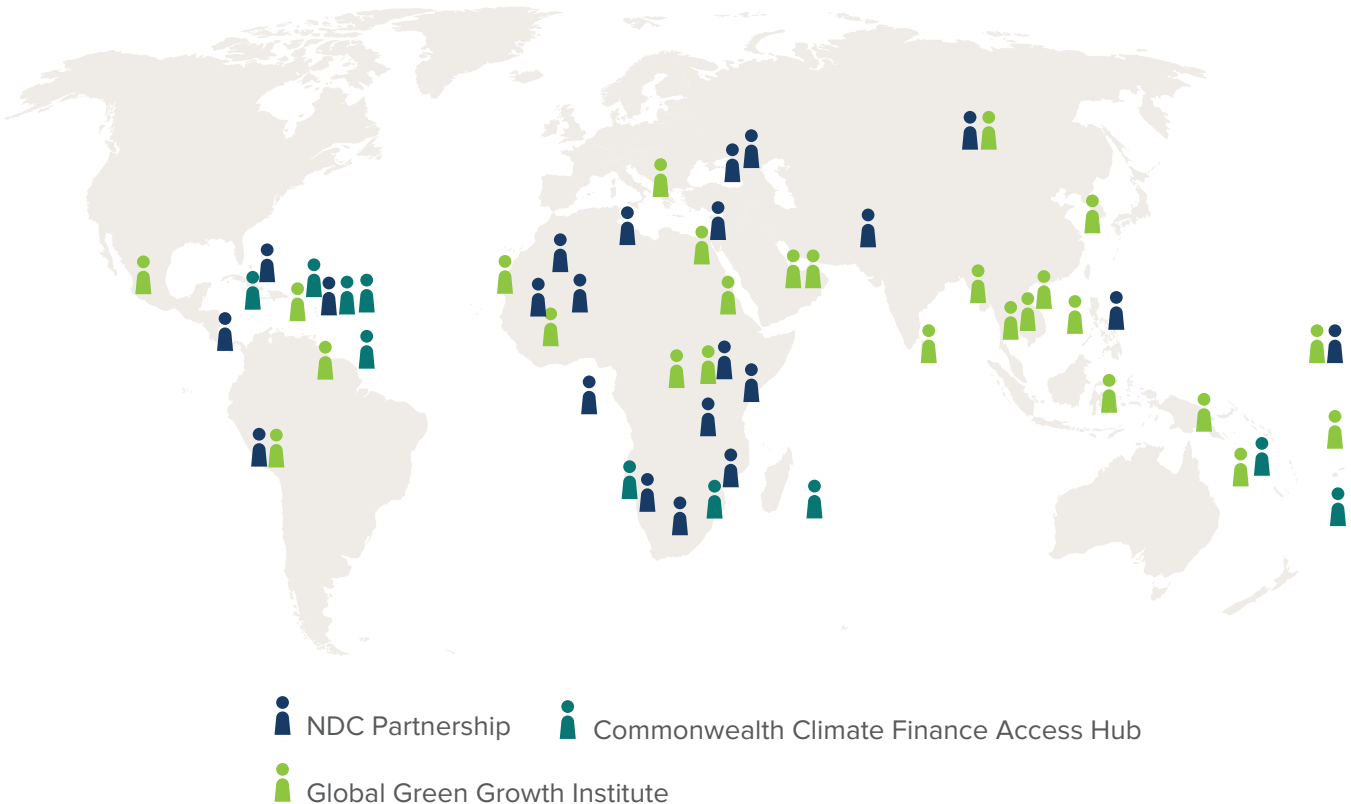 NDC Partnership
Commonwealth Climate Finance Access Hub
Global Green Growth Institute